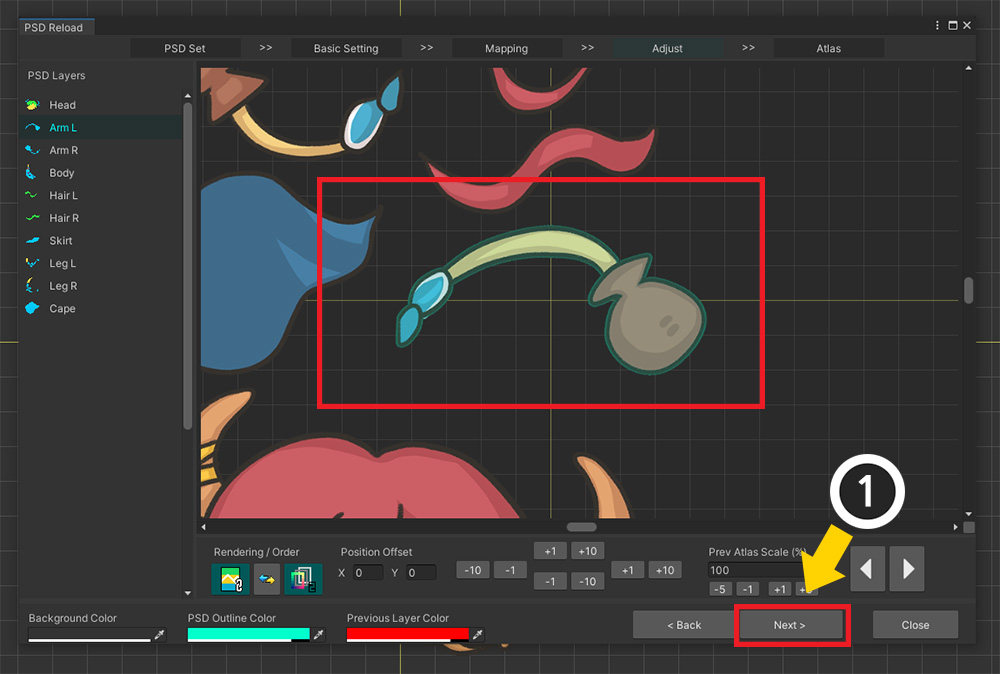 PSD Reload
PSD Set >> Basic Setting >> Mapping >> Adjust >> Atlas
PSD Layers
Head
Arm L
Arm R
Body
Hair L
Hair R
Skirt
Leg L
Leg R
Cape
1
Rendering / Order
Position Offset
X 0 Y 0
-10 -1
+1 +10
-1 -10
+1 +10
Prev Atlas Scale (%)
100
-5 -1 +1
Background Color
PSD Outline Color
Previous Layer Color
< Back
Next >
Close